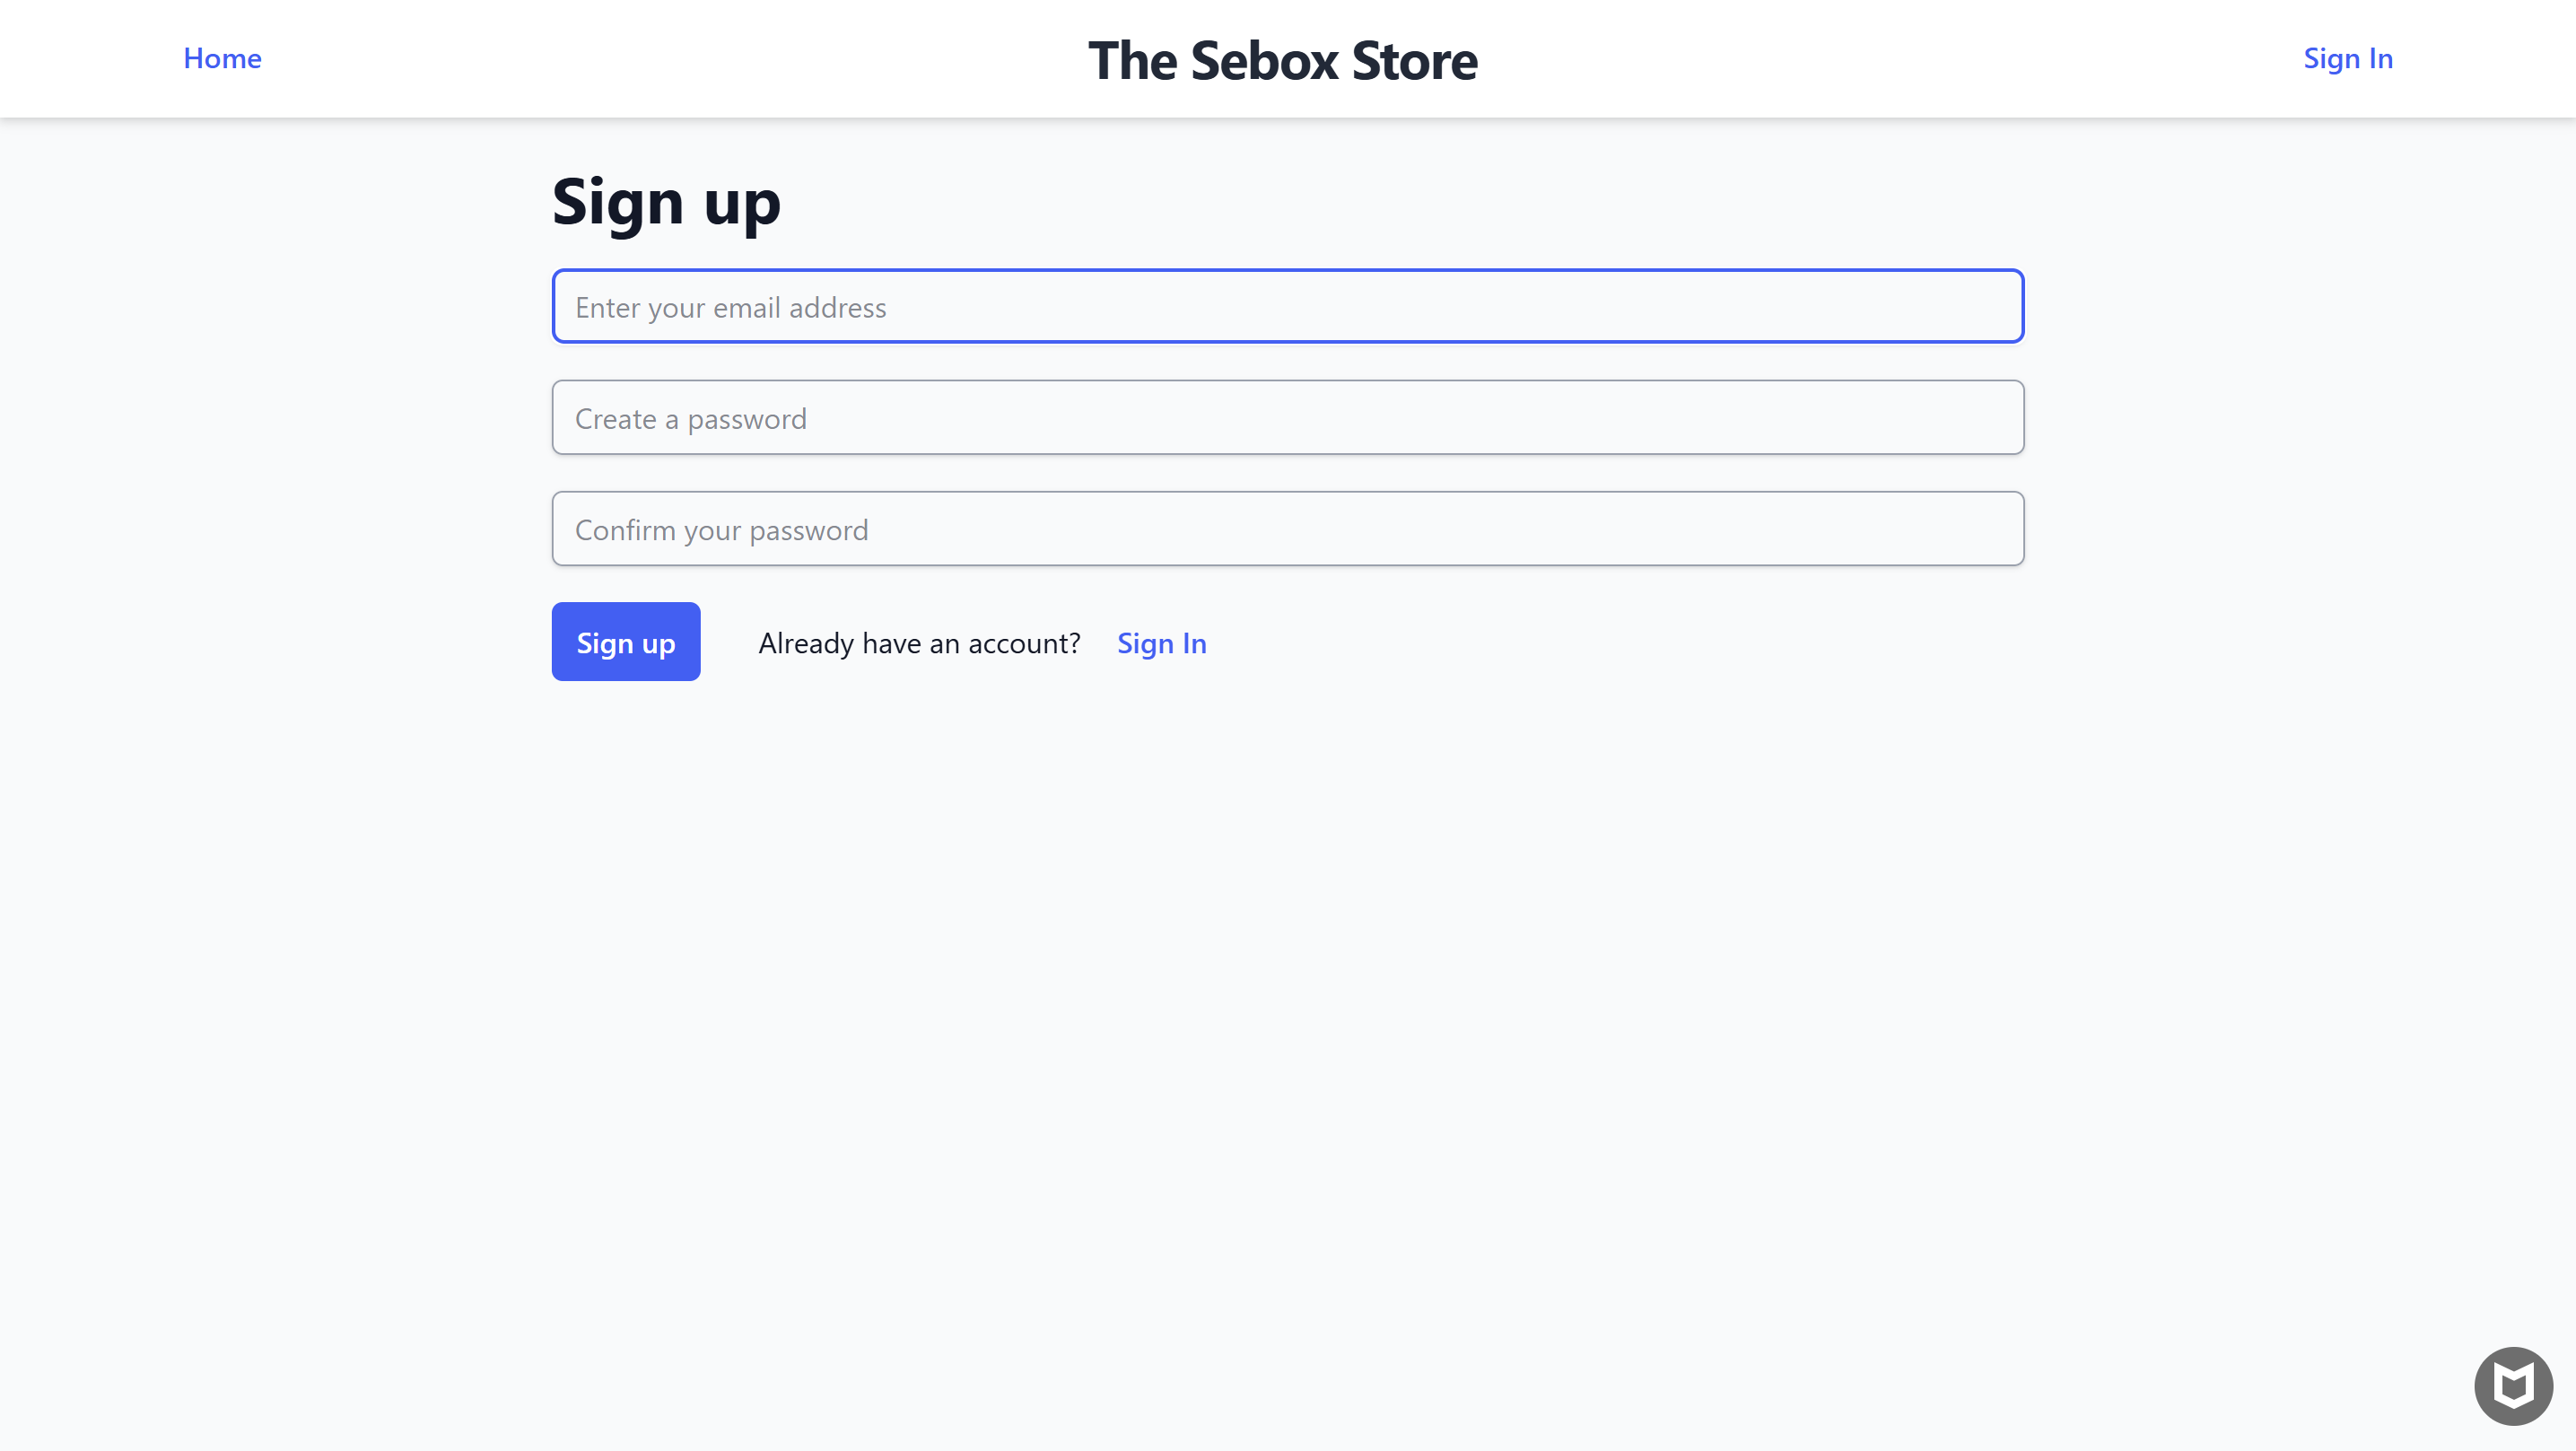 Home
The Sebox Store
Sign In
Sign up
Enter your email address
Create a password
Confirm your password
Sign up
Already have an account?
Sign In